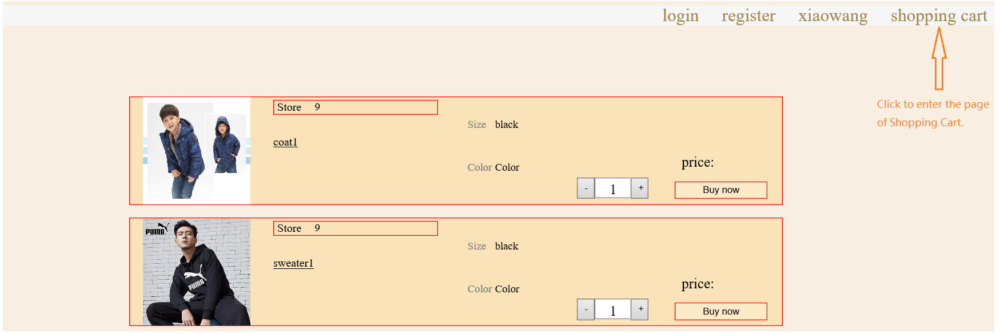 login register xiaowang shopping cart
Click to enter the page
of Shopping Cart.
Store 9
Size black
coat1
Color Color
price:
- 1 +
Buy now
PUMA
Store 9
Size black
sweater1
PUMA
Color Color
price:
- 1 +
Buy now